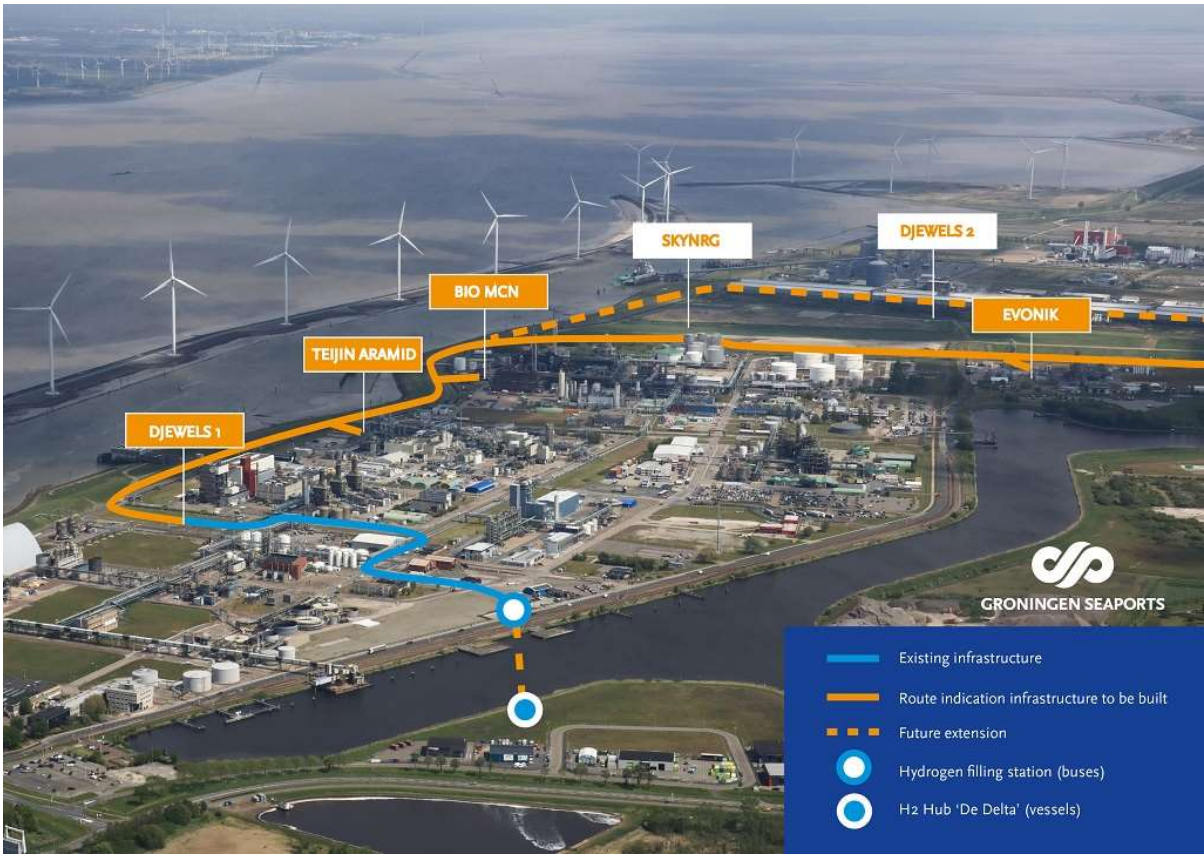 SKYNRG
DJEWELS 2
BIO MCN
EVONIK
TEIJIN ARAMID
DJEWELS 1
GRONINGEN SEAPORTS
Existing infrastructure
Route indication infrastructure to be built
Future extension
Hydrogen filling station (buses)
H2 Hub ‘De Delta’ (vessels)